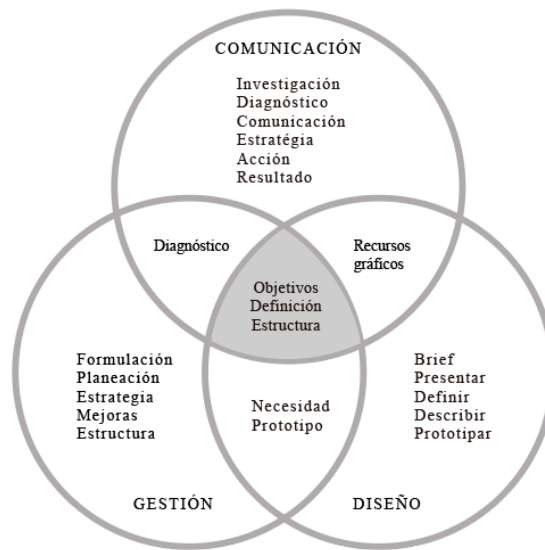 COMUNICACIÓN
Investigación
Diagnóstico
Comunicación
Estratégia
Acción
Resultado
Diagnóstico
Recursos
gráficos
Objetivos
Definición
Estructura
Formulación
Planeación
Estrategia
Mejoras
Estructura
Necesidad
Prototipo
Brief
Presentar
Definir
Describir
Prototipar
GESTIÓN
DISEÑO